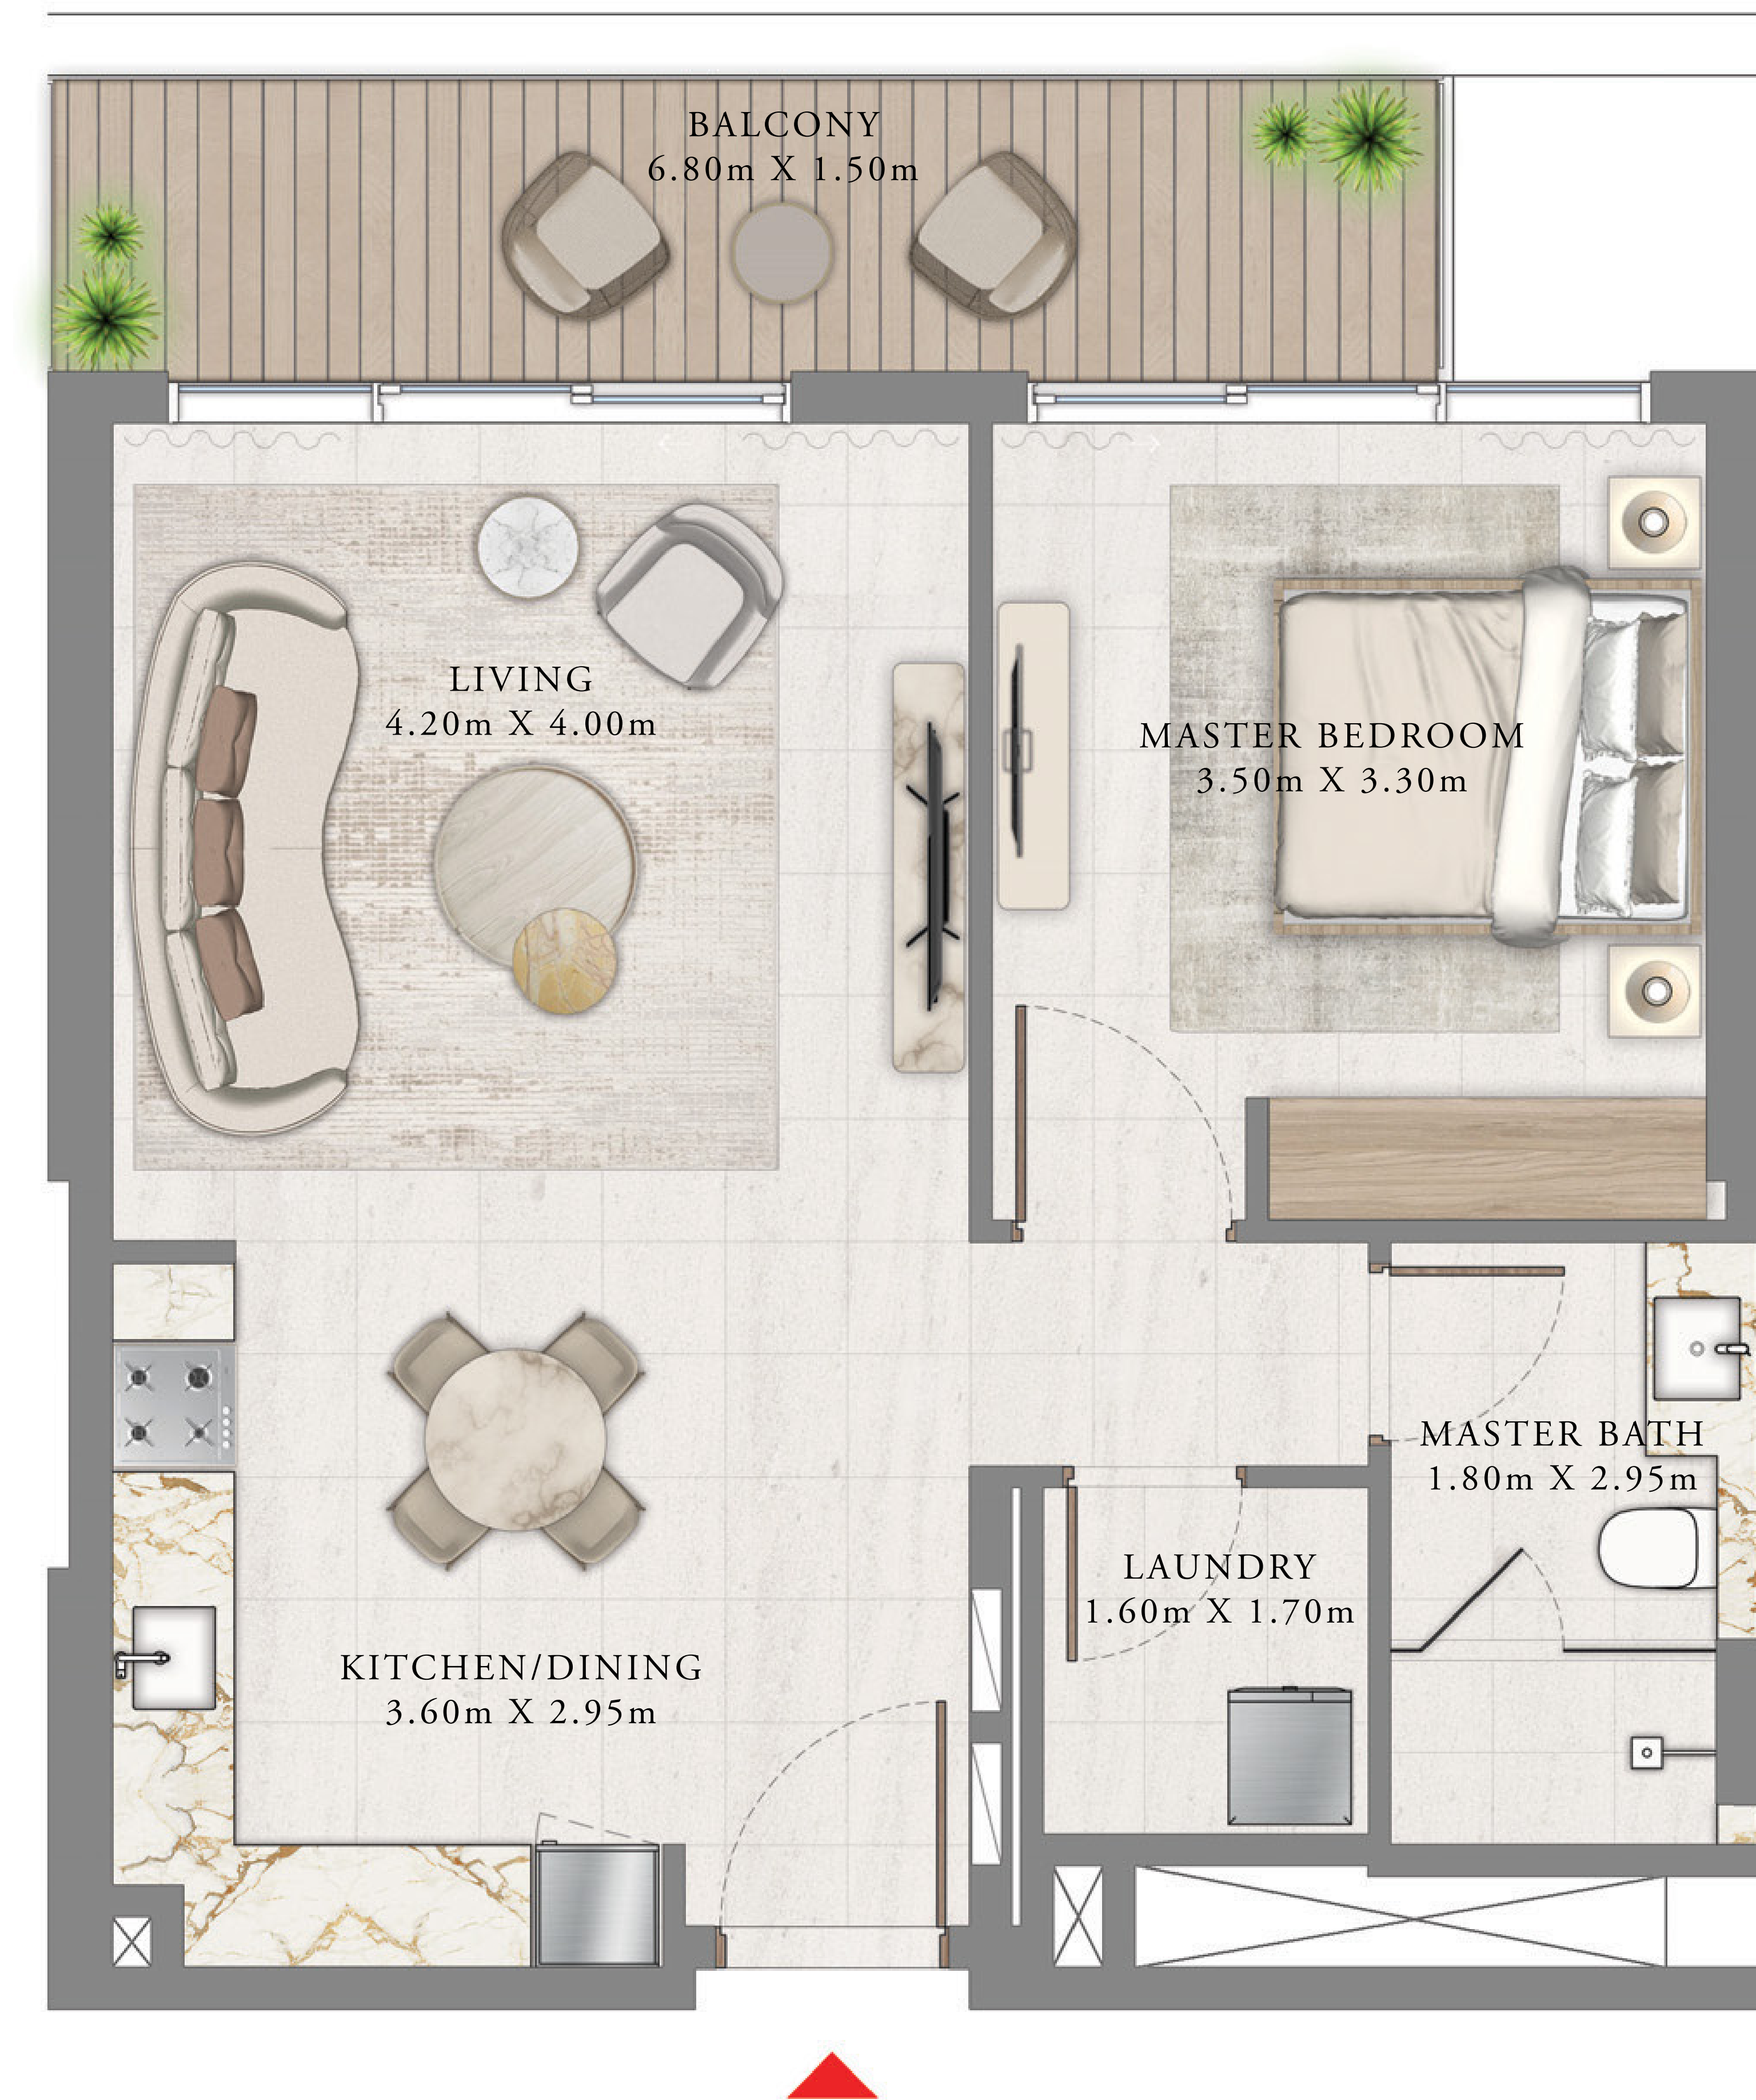 BALCONY
6.80m X 1.50m
LIVING
4.20m X 4.00m
MASTER BEDROOM
3.50m X 3.30m
MASTER BATH
1.80m X 2.95m
LAUNDRY
1.60m X 1.70m
KITCHEN/DINING
3.60m X 2.95m